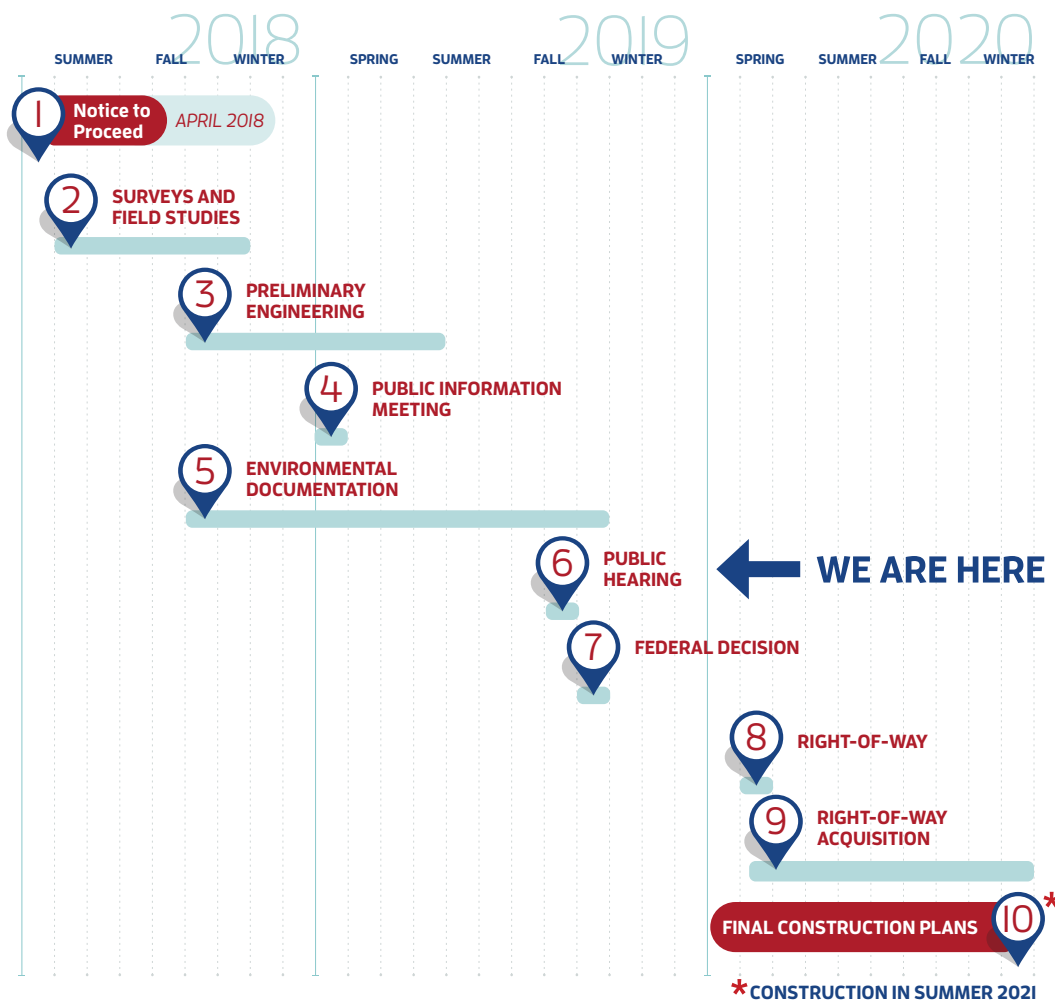 2018 2019 2020
SUMMER FALL WINTER SPRING SUMMER FALL WINTER SPRING SUMMER FALL WINTER
1 Notice to
Proceed
APRIL 2018
2 SURVEYS AND
FIELD STUDIES
3 PRELIMINARY
ENGINEERING
4 PUBLIC INFORMATION
MEETING
5 ENVIRONMENTAL
DOCUMENTATION
6 PUBLIC
HEARING
WE ARE HERE
7 FEDERAL DECISION
8 RIGHT-OF-WAY
9 RIGHT-OF-WAY
ACQUISITION
FINAL CONSTRUCTION PLANS 10 *
* CONSTRUCTION IN SUMMER 2021